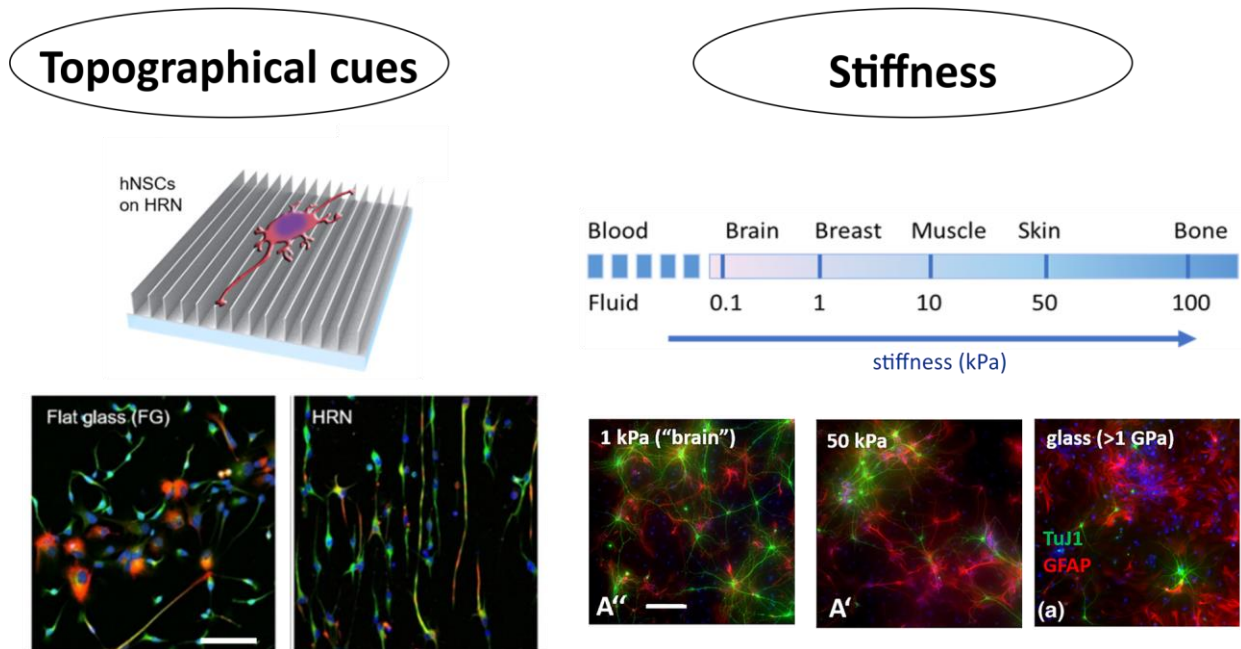 Topographical cues
hNSCs
on HRN
Flat glass (FG)
HRN
Stiffness
Blood Brain Breast Muscle Skin Bone
Fluid 0.1 1 10 50 100
stiffness (kPa)
1 kPa (“brain”)
A‘‘
50 kPa
A‘
glass (>1 GPa)
TuJ1
GFAP
(a)